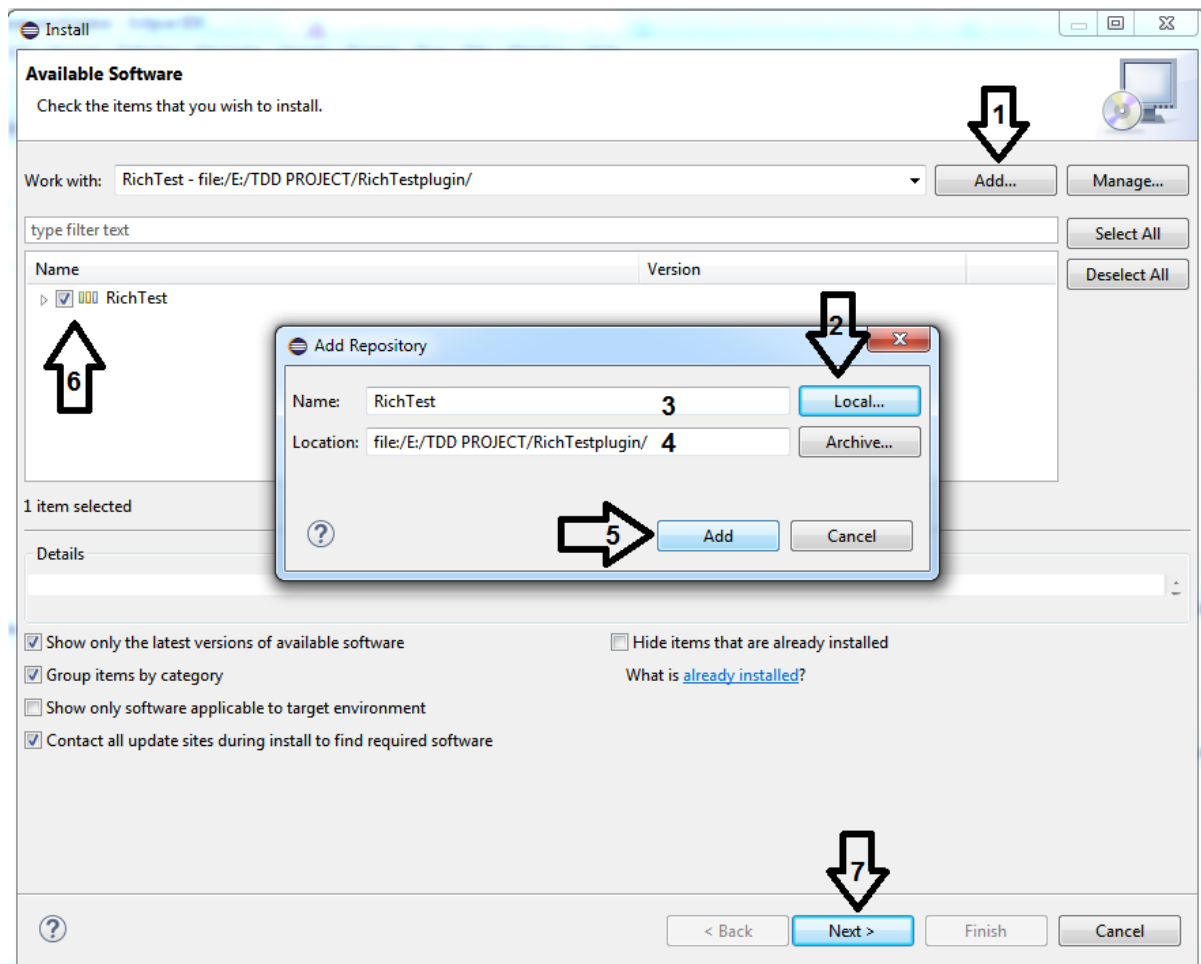 Install
Available Software
Check the items that you wish to install.
1
Work with: RichTest - file:/E:/TDD PROJECT/RichTestplugin/ Add... Manage...
type filter text Select All
Name Version Deselect All
RichTest
2
6
Add Repository
Name: RichTest 3 Local...
Location: file:/E:/TDD PROJECT/RichTestplugin/ 4 Archive...
1 item selected
? 5 Add Cancel
Details
Show only the latest versions of available software Hide items that are already installed
Group items by category What is already installed?
Show only software applicable to target environment
Contact all update sites during install to find required software
7
? < Back Next > Finish Cancel